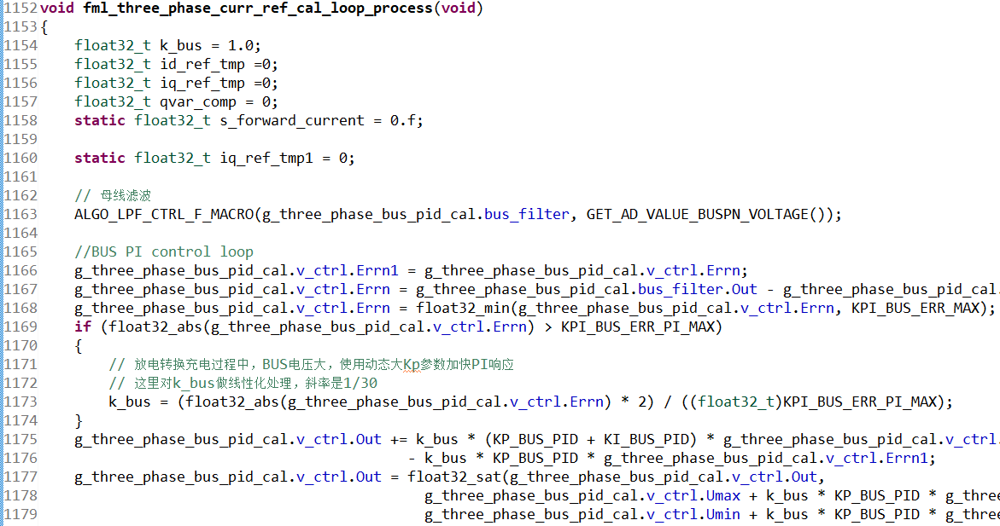 1152 void fml_three_phase_curr_ref_cal_loop_process(void)
1153 {
1154 float32_t k_bus = 1.0;
1155 float32_t id_ref_tmp =0;
1156 float32_t iq_ref_tmp =0;
1157 float32_t qvar_comp = 0;
1158 static float32_t s_forward_current = 0.f;
1159
1160 static float32_t iq_ref_tmp1 = 0;
1161
1162 // 母线滤波
1163 ALGO_LPF_CTRL_F_MACRO(g_three_phase_bus_pid_cal.bus_filter, GET_AD_VALUE_BUSPN_VOLTAGE());
1164
1165 //BUS PI control loop
1166 g_three_phase_bus_pid_cal.v_ctrl.Errn1 = g_three_phase_bus_pid_cal.v_ctrl.Errn;
1167 g_three_phase_bus_pid_cal.v_ctrl.Errn = g_three_phase_bus_pid_cal.bus_filter.Out - g_three_phase_bus_pid_cal.
1168 g_three_phase_bus_pid_cal.v_ctrl.Errn = float32_min(g_three_phase_bus_pid_cal.v_ctrl.Errn, KPI_BUS_ERR_MAX);
1169 if (float32_abs(g_three_phase_bus_pid_cal.v_ctrl.Errn) > KPI_BUS_ERR_PI_MAX)
1170 {
1171 // 放电转换充电过程中，BUS电压大，使用动态大Kp参数加快PI响应
1172 // 这里对k_bus做线性化处理，斜率是1/30
1173 k_bus = (float32_abs(g_three_phase_bus_pid_cal.v_ctrl.Errn) * 2) / ((float32_t)KPI_BUS_ERR_PI_MAX);
1174 }
1175 g_three_phase_bus_pid_cal.v_ctrl.Out += k_bus * (KP_BUS_PID + KI_BUS_PID) * g_three_phase_bus_pid_cal.v_ctrl.
1176 - k_bus * KP_BUS_PID * g_three_phase_bus_pid_cal.v_ctrl.Errn1;
1177 g_three_phase_bus_pid_cal.v_ctrl.Out = float32_sat(g_three_phase_bus_pid_cal.v_ctrl.Out,
1178 g_three_phase_bus_pid_cal.v_ctrl.Umax + k_bus * KP_BUS_PID * g_three
1179 g_three_phase_bus_pid_cal.v_ctrl.Umin + k_bus * KP_BUS_PID * g_three